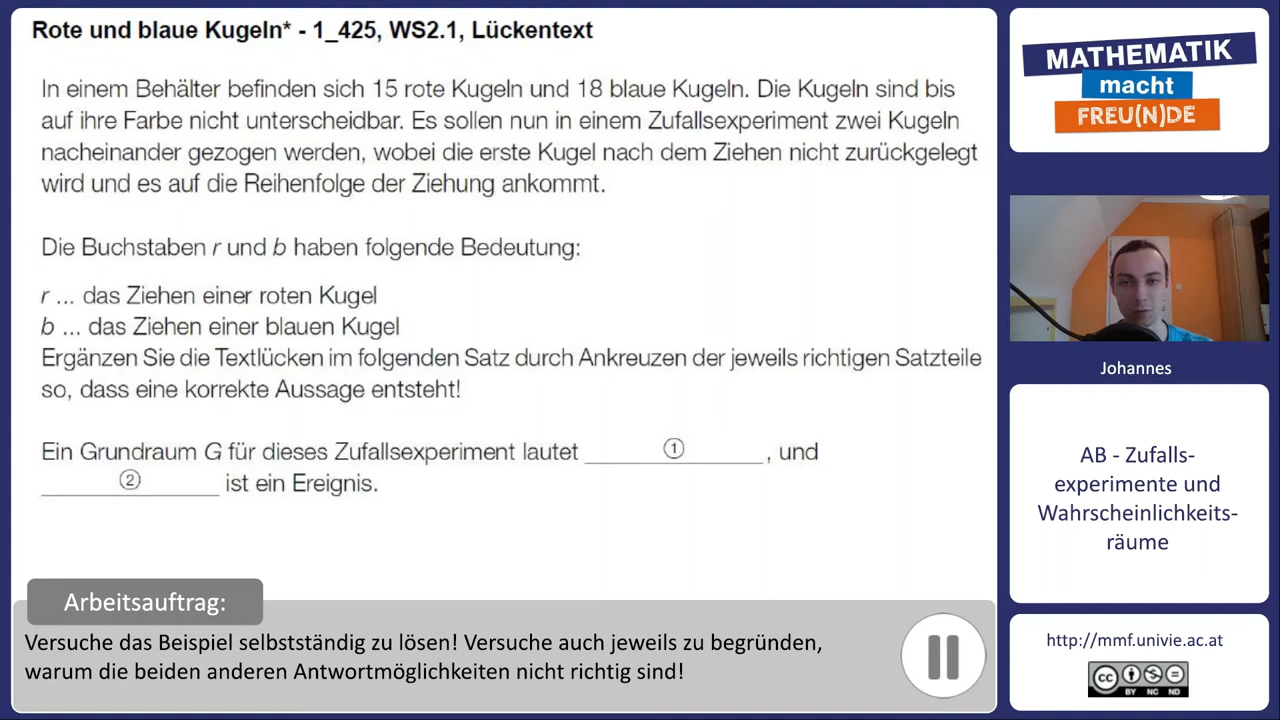 Rote und blaue Kugeln* - 1_425, WS2.1, Lückentext
In einem Behälter befinden sich 15 rote Kugeln und 18 blaue Kugeln. Die Kugeln sind bis
auf ihre Farbe nicht unterscheidbar. Es sollen nun in einem Zufallsexperiment zwei Kugeln
nacheinander gezogen werden, wobei die erste Kugel nach dem Ziehen nicht zurückgelegt
wird und es auf die Reihenfolge der Ziehung ankommt.
Die Buchstaben r und b haben folgende Bedeutung:
r ... das Ziehen einer roten Kugel
b ... das Ziehen einer blauen Kugel
Ergänzen Sie die Textlücken im folgenden Satz durch Ankreuzen der jeweils richtigen Satzteile
so, dass eine korrekte Aussage entsteht!
Ein Grundraum G für dieses Zufallsexperiment lautet ______①______, und
______②______ ist ein Ereignis.
Arbeitsauftrag:
Versuche das Beispiel selbstständig zu lösen! Versuche auch jeweils zu begründen,
warum die beiden anderen Antwortmöglichkeiten nicht richtig sind!
MATHEMATIK
macht
FREU(N)DE
Johannes
AB - Zufalls-
experimente und
Wahrscheinlichkeits-
räume
http://mmf.univie.ac.at
cc
BY NC ND